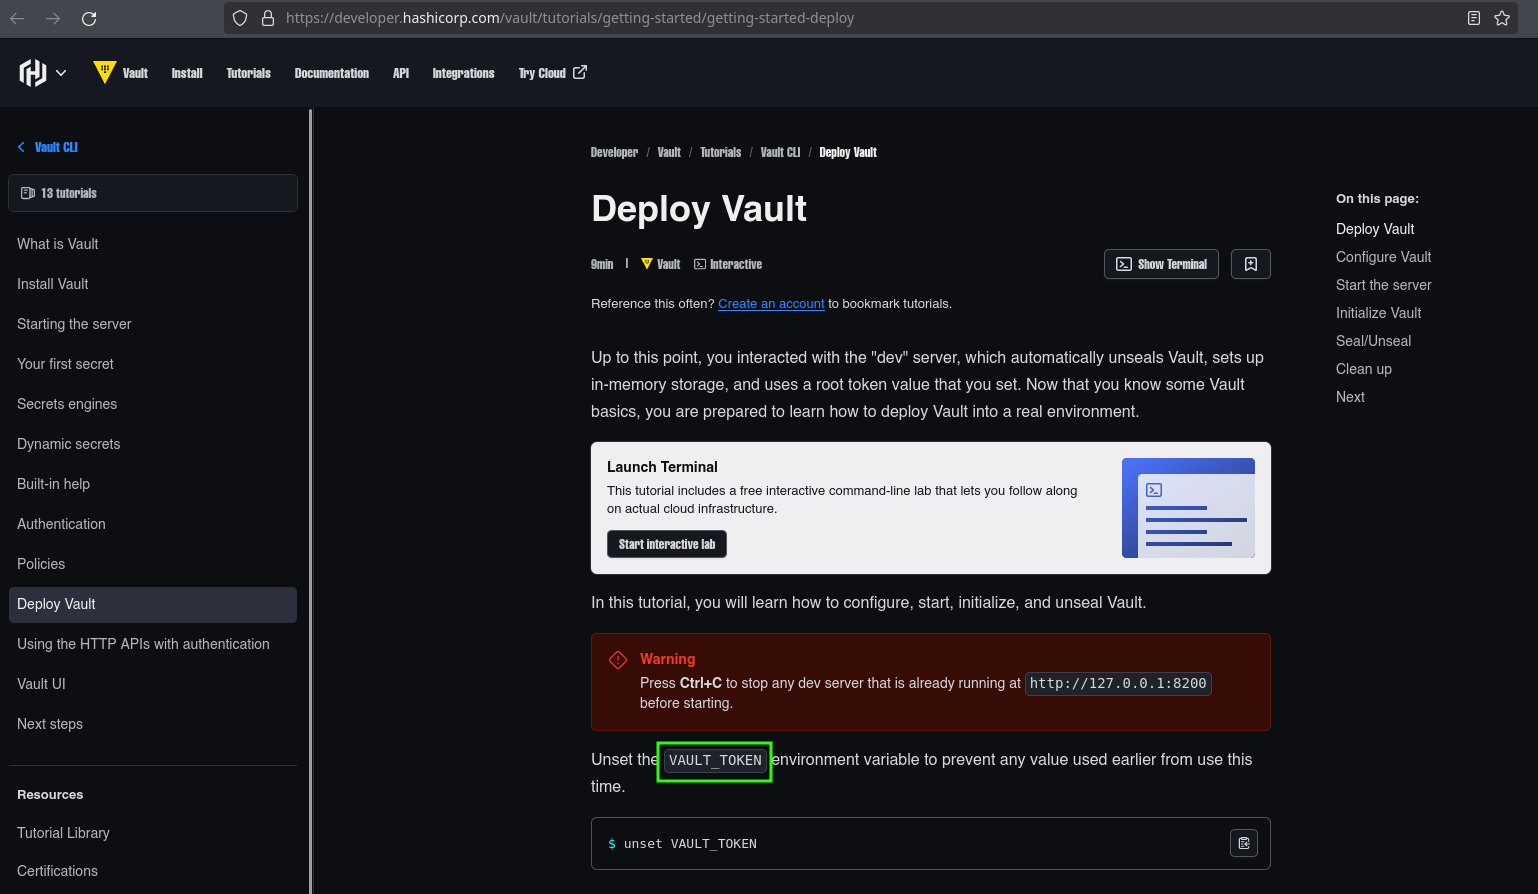 https://developer.hashicorp.com/vault/tutorials/getting-started/getting-started-deploy
Vault Install Tutorials Documentation API Integrations Try Cloud
Vault CLI
13 tutorials
What is Vault
Install Vault
Starting the server
Your first secret
Secrets engines
Dynamic secrets
Built-in help
Authentication
Policies
Deploy Vault
Using the HTTP APIs with authentication
Vault UI
Next steps
Resources
Tutorial Library
Certifications
Developer / Vault / Tutorials / Vault CLI / Deploy Vault
Deploy Vault
9min | Vault Interactive
Show Terminal
Reference this often? Create an account to bookmark tutorials.
Up to this point, you interacted with the "dev" server, which automatically unseals Vault, sets up
in-memory storage, and uses a root token value that you set. Now that you know some Vault
basics, you are prepared to learn how to deploy Vault into a real environment.
Launch Terminal
This tutorial includes a free interactive command-line lab that lets you follow along
on actual cloud infrastructure.
Start interactive lab
In this tutorial, you will learn how to configure, start, initialize, and unseal Vault.
Warning
Press Ctrl+C to stop any dev server that is already running at http://127.0.0.1:8200
before starting.
Unset the VAULT_TOKEN environment variable to prevent any value used earlier from use this
time.
$ unset VAULT_TOKEN
On this page:
Deploy Vault
Configure Vault
Start the server
Initialize Vault
Seal/Unseal
Clean up
Next